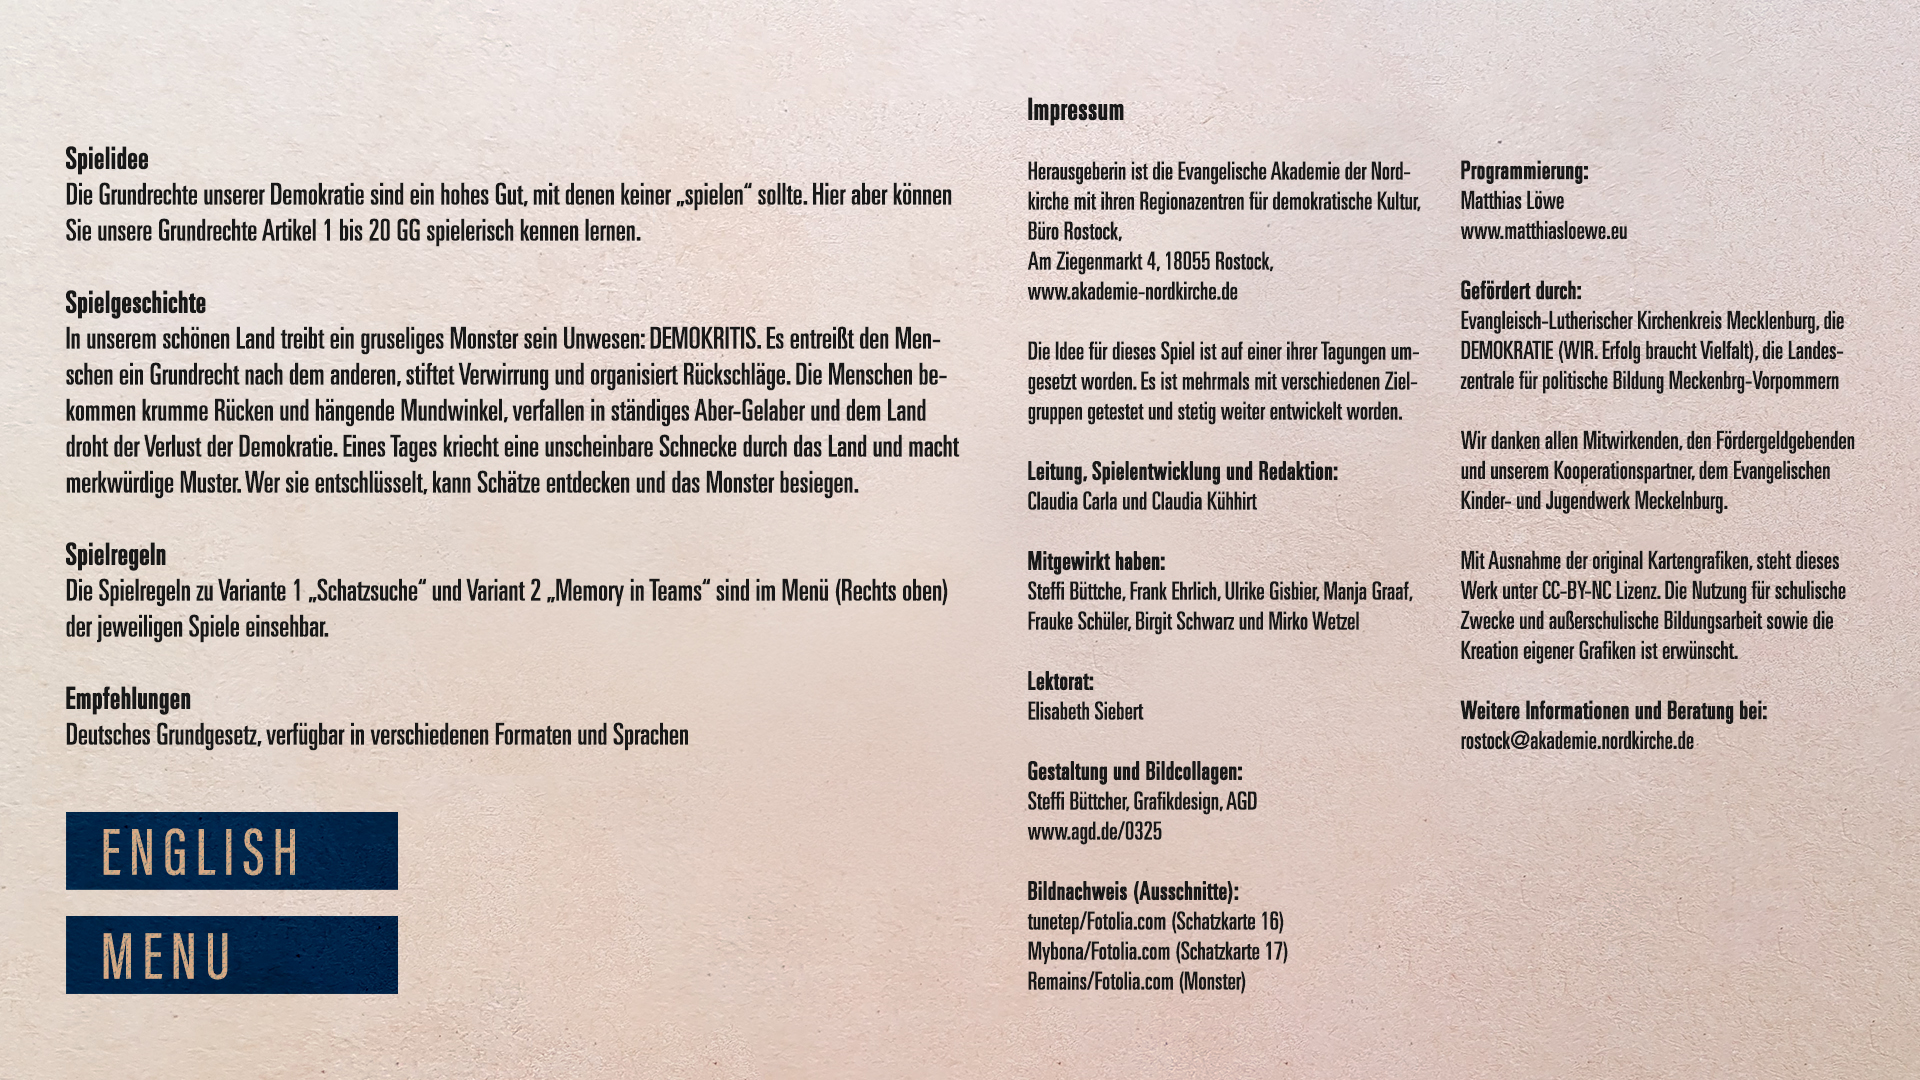 Spielidee
Die Grundrechte unserer Demokratie sind ein hohes Gut, mit denen keiner „spielen“ sollte. Hier aber können
Sie unsere Grundrechte Artikel 1 bis 20 GG spielerisch kennen lernen.
Spielgeschichte
In unserem schönen Land treibt ein gruseliges Monster sein Unwesen: DEMOKRITIS. Es entreißt den Men-
schen ein Grundrecht nach dem anderen, stiftet Verwirrung und organisiert Rückschläge. Die Menschen be-
kommen krumme Rücken und hängende Mundwinkel, verfallen in ständiges Aber-Gelaber und dem Land
droht der Verlust der Demokratie. Eines Tages kriecht eine unscheinbare Schnecke durch das Land und macht
merkwürdige Muster. Wer sie entschlüsselt, kann Schätze entdecken und das Monster besiegen.
Spielregeln
Die Spielregeln zu Variante 1 „Schatzsuche“ und Variant 2 „Memory in Teams“ sind im Menü (Rechts oben)
der jeweiligen Spiele einsehbar.
Empfehlungen
Deutsches Grundgesetz, verfügbar in verschiedenen Formaten und Sprachen
ENGLISH
MENU
Impressum
Herausgeberin ist die Evangelische Akademie der Nord-
kirche mit ihren Regionazentren für demokratische Kultur,
Büro Rostock,
Am Ziegenmarkt 4, 18055 Rostock,
www.akademie-nordkirche.de
Die Idee für dieses Spiel ist auf einer ihrer Tagungen um-
gesetzt worden. Es ist mehrmals mit verschiedenen Ziel-
gruppen getestet und stetig weiter entwickelt worden.
Leitung, Spielentwicklung und Redaktion:
Claudia Carla und Claudia Kühhirt
Mitgewirkt haben:
Steffi Büttche, Frank Ehrlich, Ulrike Gisbier, Manja Graaf,
Frauke Schüler, Birgit Schwarz und Mirko Wetzel
Lektorat:
Elisabeth Siebert
Gestaltung und Bildcollagen:
Steffi Büttcher, Grafikdesign, AGD
www.agd.de/0325
Bildnachweis (Ausschnitte):
tunetep/Fotolia.com (Schatzkarte 16)
Mybona/Fotolia.com (Schatzkarte 17)
Remains/Fotolia.com (Monster)
Programmierung:
Matthias Löwe
www.matthiasloewe.eu
Gefördert durch:
Evangleisch-Lutherischer Kirchenkreis Mecklenburg, die
DEMOKRATIE (WIR. Erfolg braucht Vielfalt), die Landes-
zentrale für politische Bildung Meckenbrg-Vorpommern
Wir danken allen Mitwirkenden, den Fördergeldgebenden
und unserem Kooperationspartner, dem Evangelischen
Kinder- und Jugendwerk Meckelnburg.
Mit Ausnahme der original Kartengrafiken, steht dieses
Werk unter CC-BY-NC Lizenz. Die Nutzung für schulische
Zwecke und außerschulische Bildungsarbeit sowie die
Kreation eigener Grafiken ist erwünscht.
Weitere Informationen und Beratung bei:
rostock@akademie.nordkirche.de